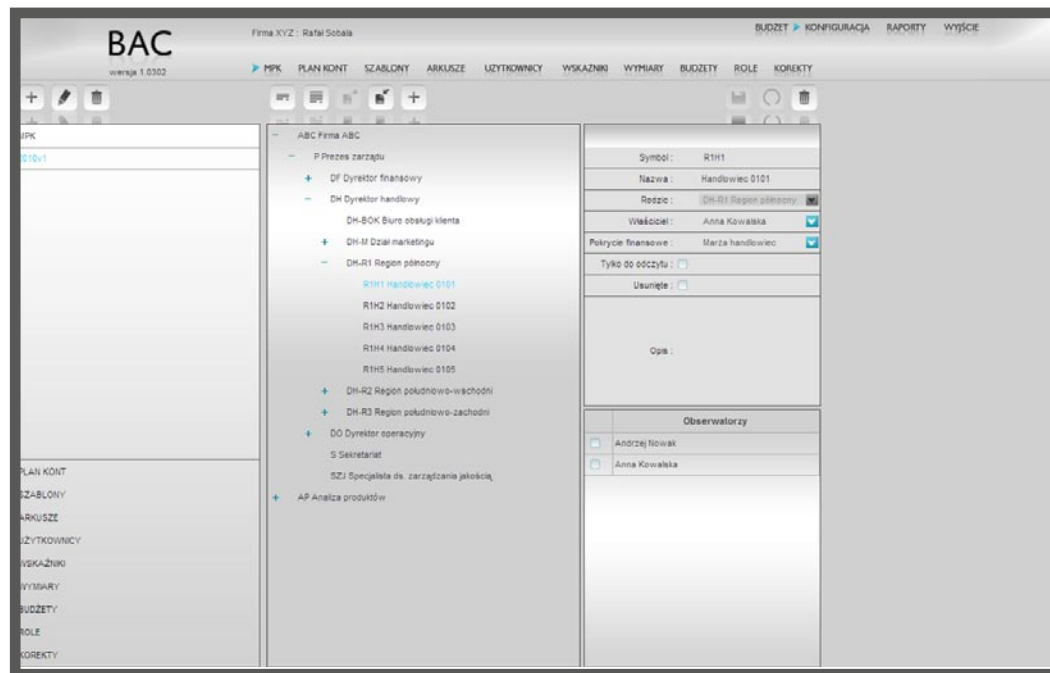 BAC
wersja 1.0302
Firma XYZ : Rafał Sobala
BUDŻET KONFIGURACJA RAPORTY WYJŚCIE
MPK PLAN KONT SZABLONY ARKUSZE UŻYTKOWNICY WSKAŹNIKI WYMIARY BUDŻETY ROLE KOREKTY
MPK
2010v1
PLAN KONT
SZABLONY
ARKUSZE
UŻYTKOWNICY
WSKAŹNIKI
WYMIARY
BUDŻETY
ROLE
KOREKTY
- ABC Firma ABC
- P Prezes zarządu
+ DF Dyrektor finansowy
- DH Dyrektor handlowy
DH-BOK Biuro obsługi klienta
+ DH-M Dział marketingu
- DH-R1 Region północny
R1H1 Handlowiec 0101
R1H2 Handlowiec 0102
R1H3 Handlowiec 0103
R1H4 Handlowiec 0104
R1H5 Handlowiec 0105
+ DH-R2 Region południowo-wschodni
+ DH-R3 Region południowo-zachodni
+ DO Dyrektor operacyjny
S Sekretariat
SZJ Specjalista ds. zarządzania jakością
+ AP Analiza produktów
Symbol : R1H1
Nazwa : Handlowiec 0101
Rodzic : DH-R1 Region północny
Właściciel : Anna Kowalska
Pokrycie finansowe : Marża handlowiec
Tylko do odczytu :
Usunięte :
Opis :
Obserwatorzy
Andrzej Nowak
Anna Kowalska